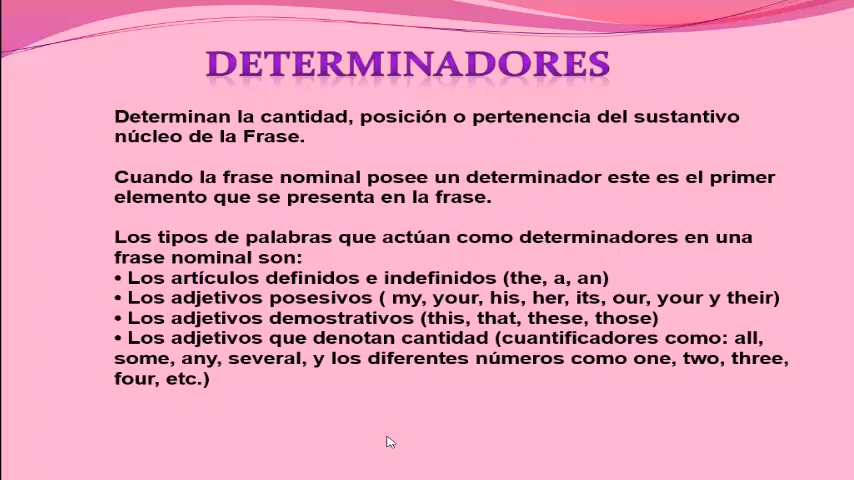 DETERMINADORES
Determinan la cantidad, posición o pertenencia del sustantivo
núcleo de la Frase.
Cuando la frase nominal posee un determinador este es el primer
elemento que se presenta en la frase.
Los tipos de palabras que actúan como determinadores en una
frase nominal son:
• Los artículos definidos e indefinidos (the, a, an)
• Los adjetivos posesivos ( my, your, his, her, its, our, your y their)
• Los adjetivos demostrativos (this, that, these, those)
• Los adjetivos que denotan cantidad (cuantificadores como: all,
some, any, several, y los diferentes números como one, two, three,
four, etc.)